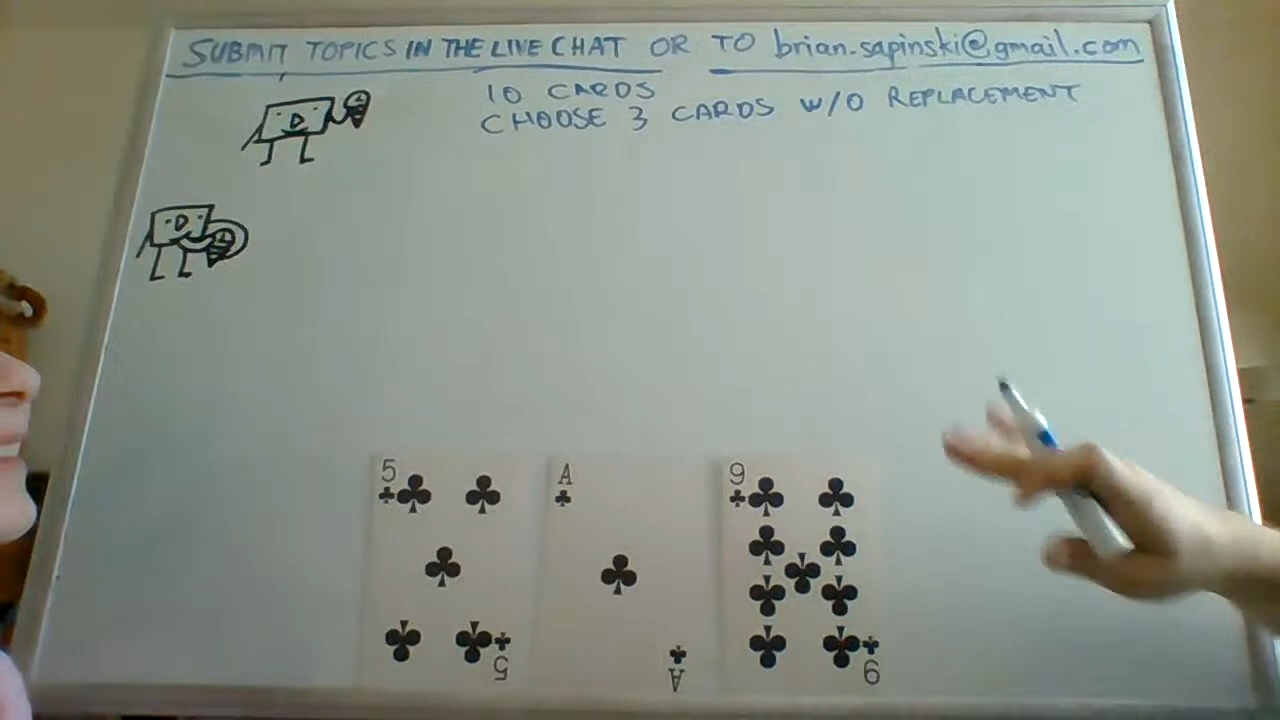 SUBMIT TOPICS IN THE LIVE CHAT OR TO brian.sapinski@gmail.com
10 CARDS
CHOOSE 3 CARDS W/O REPLACEMENT
D
D
5 A 9
5 A 9